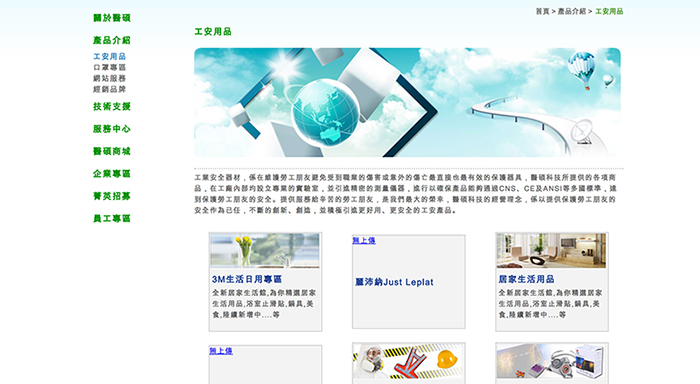 首頁 > 產品介紹 > 工安用品
關於醫碩
產品介紹
工安用品
口罩專區
網站服務
經銷品牌
技術支援
服務中心
醫碩商城
企業專區
菁英招募
員工專區
工安用品
工業安全器材，係在維護勞工朋友避免受到職業的傷害或意外的傷亡最直接也最有效的保護器具，醫碩科技所提供的各項商
品，在工廠內部均設立專業的實驗室，並引進精密的測量儀器，進行以確保產品能夠通過CNS、CE及ANSI等多國標準，達
到保護勞工朋友的安全。提供服務給辛苦的勞工朋友，是我們最大的榮幸，醫碩科技的經營理念，係以提供保護勞工朋友的
安全作為己任，不斷的創新、創造，並積極引進更好用、更安全的工安產品。
3M生活日用專區
全新居家生活館,為你精選居家
生活用品,浴室止滑貼,鍋具,美
食,陸續新增中....等
無上傳
麗沛納Just Leplat
居家生活用品
全新居家生活館,為你精選居家
生活用品,浴室止滑貼,鍋具,美
食,陸續新增中....等
無上傳